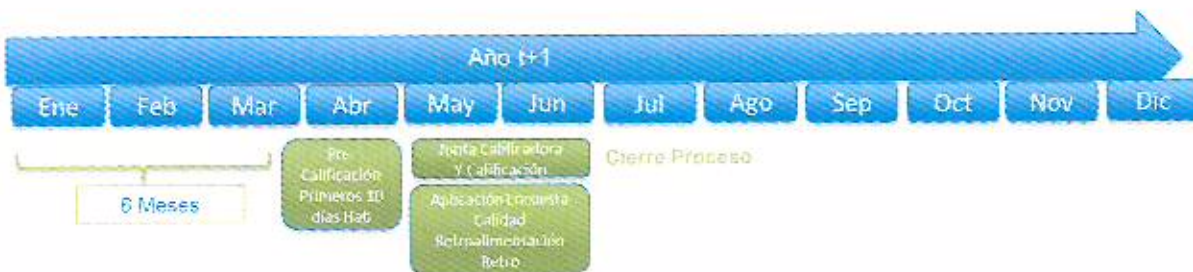 Año t+1
Ene Feb Mar Abr May Jun Jul Ago Sep Oct Nov Dic
6 Meses
Pre
Calificación
Primeros 10
días Hab
Junta Calificadora
Y Calificación
Aplicación Encuesta
Calidad
Retroalimentación
Retro
Cierre Proceso